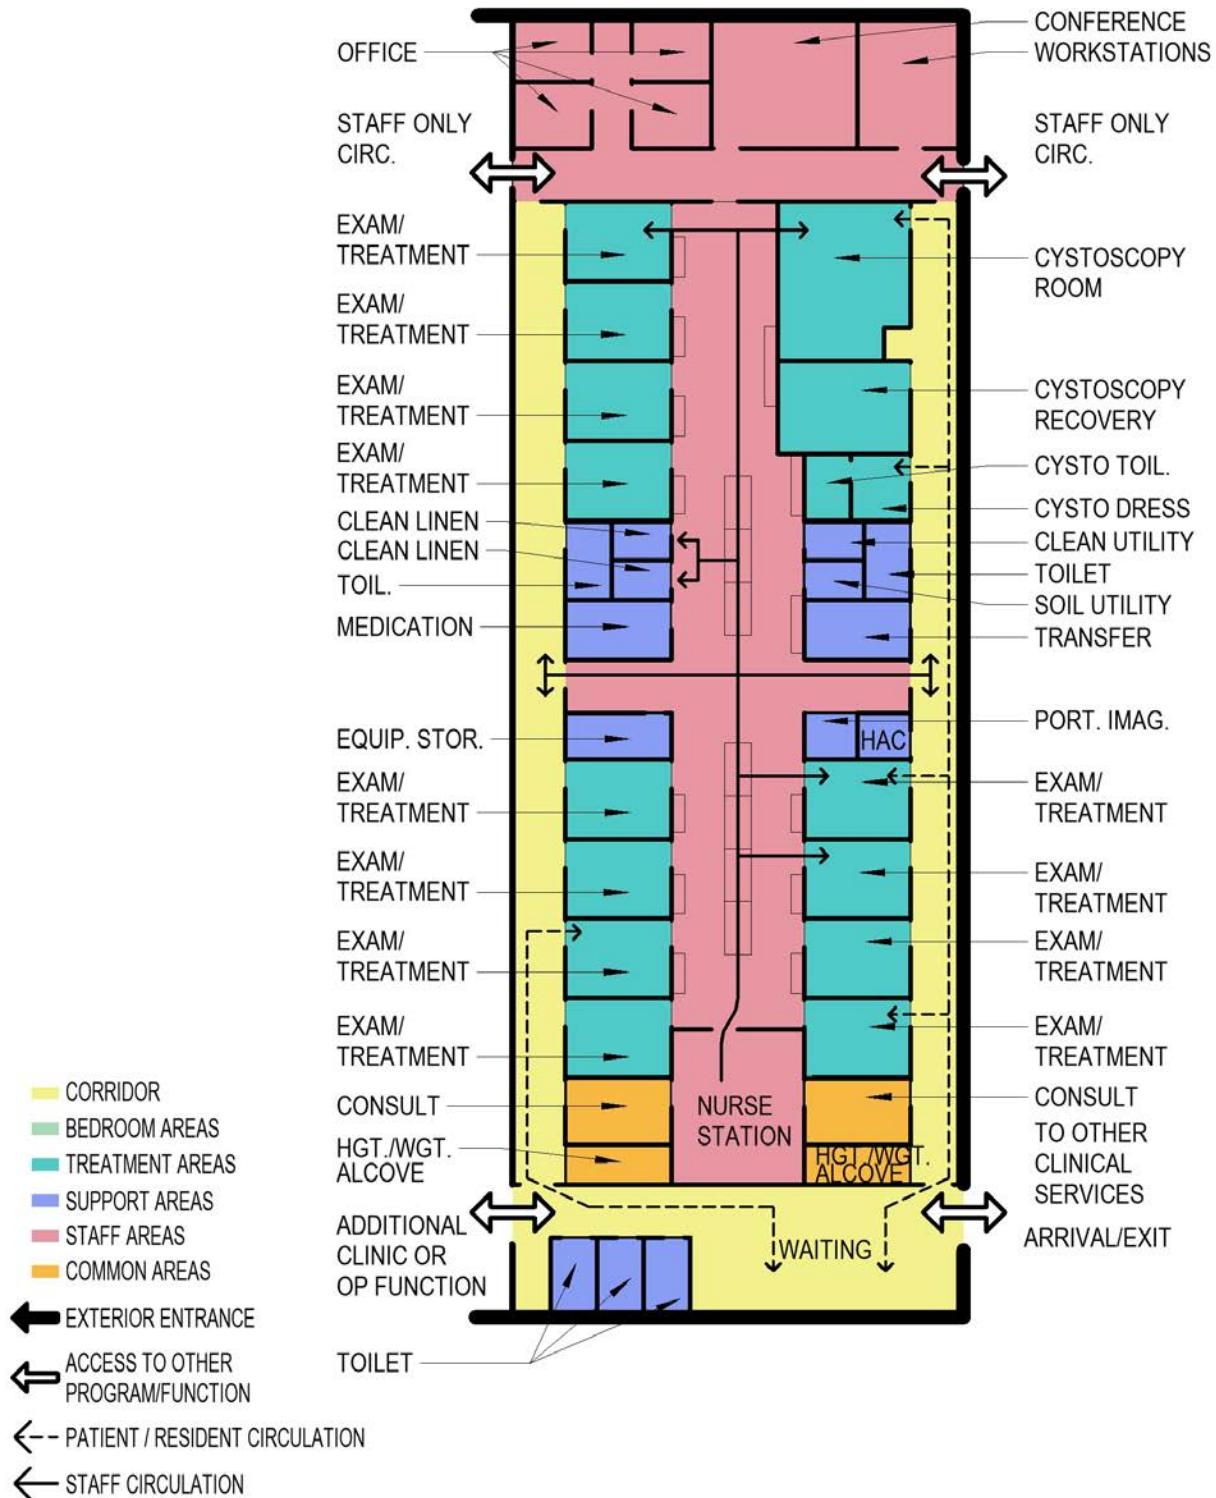 OFFICE
STAFF ONLY
CIRC.
EXAM/
TREATMENT
EXAM/
TREATMENT
EXAM/
TREATMENT
EXAM/
TREATMENT
CLEAN LINEN
CLEAN LINEN
TOIL.
MEDICATION
EQUIP. STOR.
EXAM/
TREATMENT
EXAM/
TREATMENT
EXAM/
TREATMENT
EXAM/
TREATMENT
CONSULT
HGT./WGT.
ALCOVE
ADDITIONAL
CLINIC OR
OP FUNCTION
TOILET
HAC
NURSE
STATION
HGT./WGT.
ALCOVE
WAITING
CONFERENCE
WORKSTATIONS
STAFF ONLY
CIRC.
CYSTOSCOPY
ROOM
CYSTOSCOPY
RECOVERY
CYSTO TOIL.
CYSTO DRESS
CLEAN UTILITY
TOILET
SOIL UTILITY
TRANSFER
PORT. IMAG.
EXAM/
TREATMENT
EXAM/
TREATMENT
EXAM/
TREATMENT
EXAM/
TREATMENT
CONSULT
TO OTHER
CLINICAL
SERVICES
ARRIVAL/EXIT
CORRIDOR
BEDROOM AREAS
TREATMENT AREAS
SUPPORT AREAS
STAFF AREAS
COMMON AREAS
EXTERIOR ENTRANCE
ACCESS TO OTHER
PROGRAM/FUNCTION
PATIENT / RESIDENT CIRCULATION
STAFF CIRCULATION